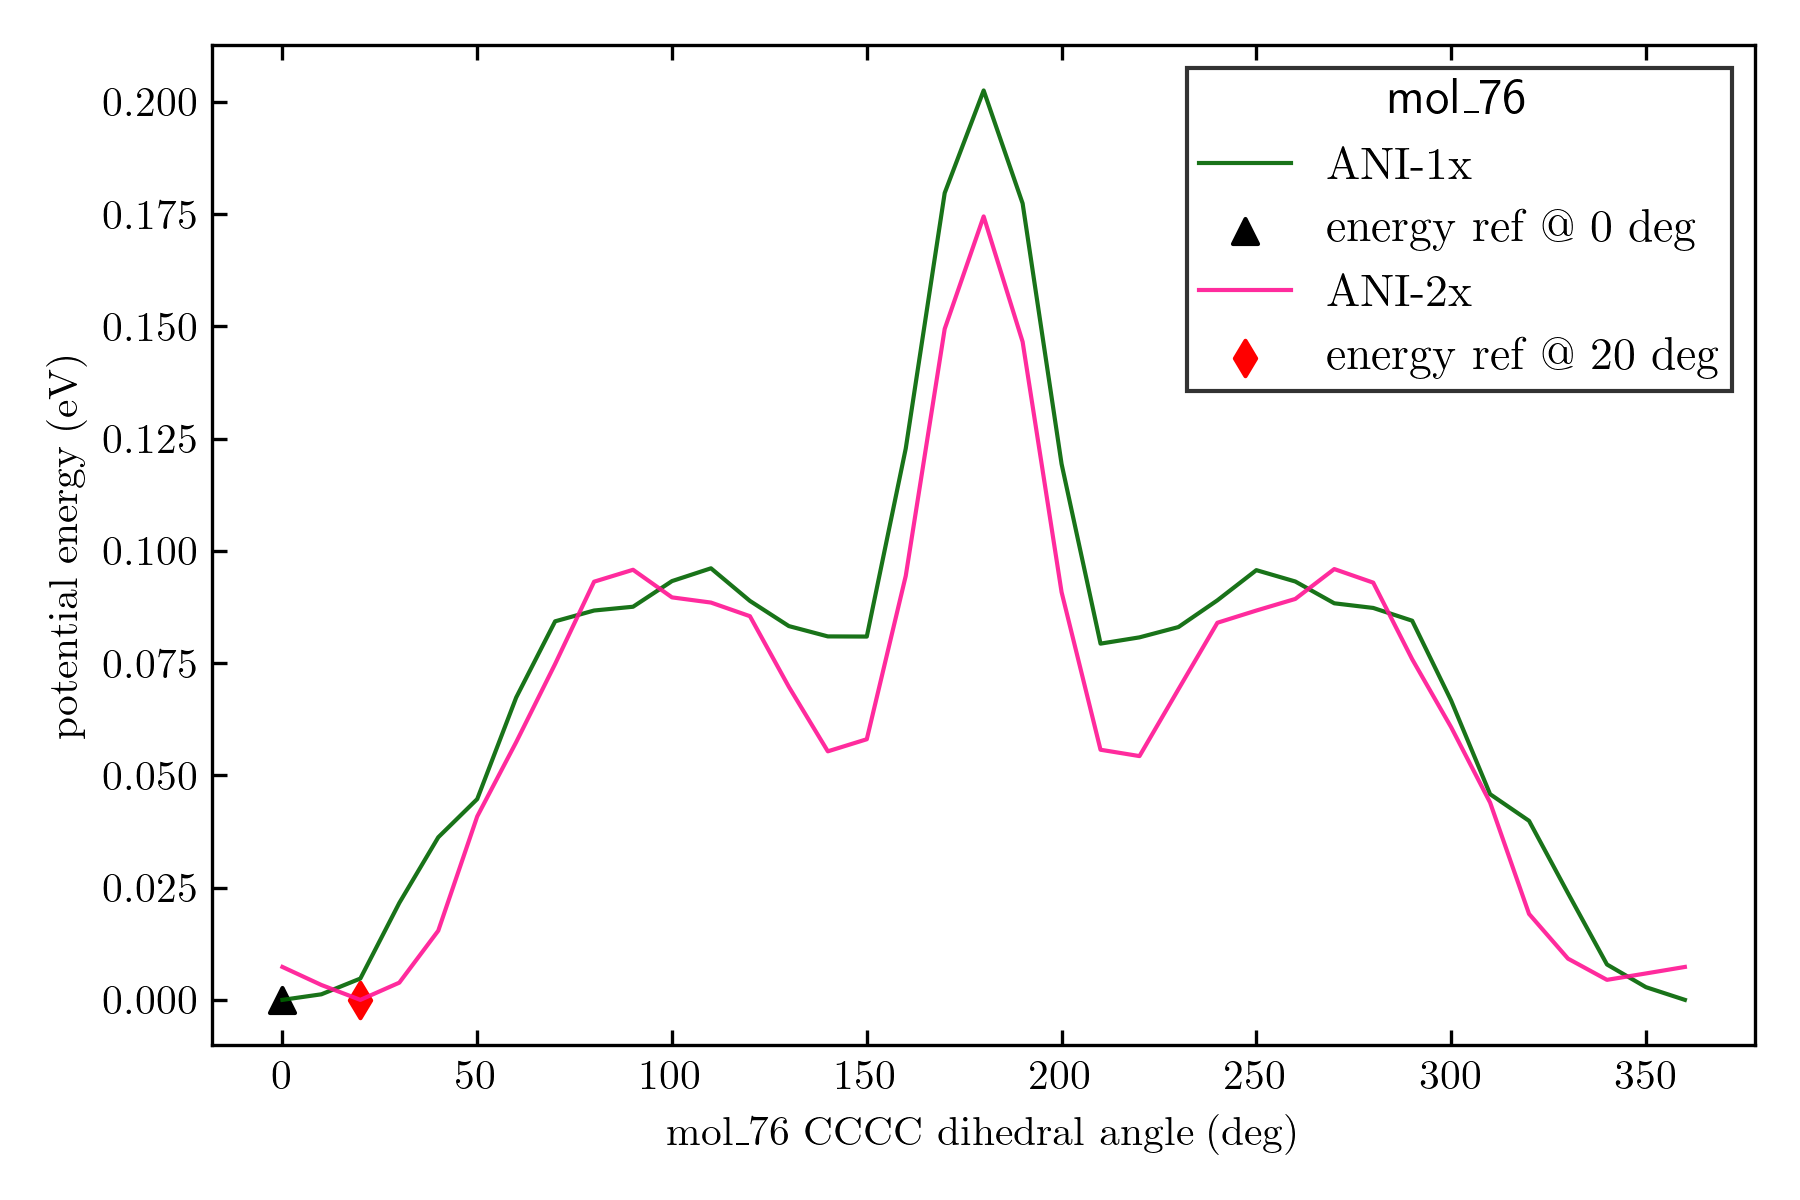 mol_76
ANI-1x
energy ref @ 0 deg
ANI-2x
energy ref @ 20 deg
potential energy (eV)
0.200
0.175
0.150
0.125
0.100
0.075
0.050
0.025
0.000
0 50 100 150 200 250 300 350
mol_76 CCCC dihedral angle (deg)